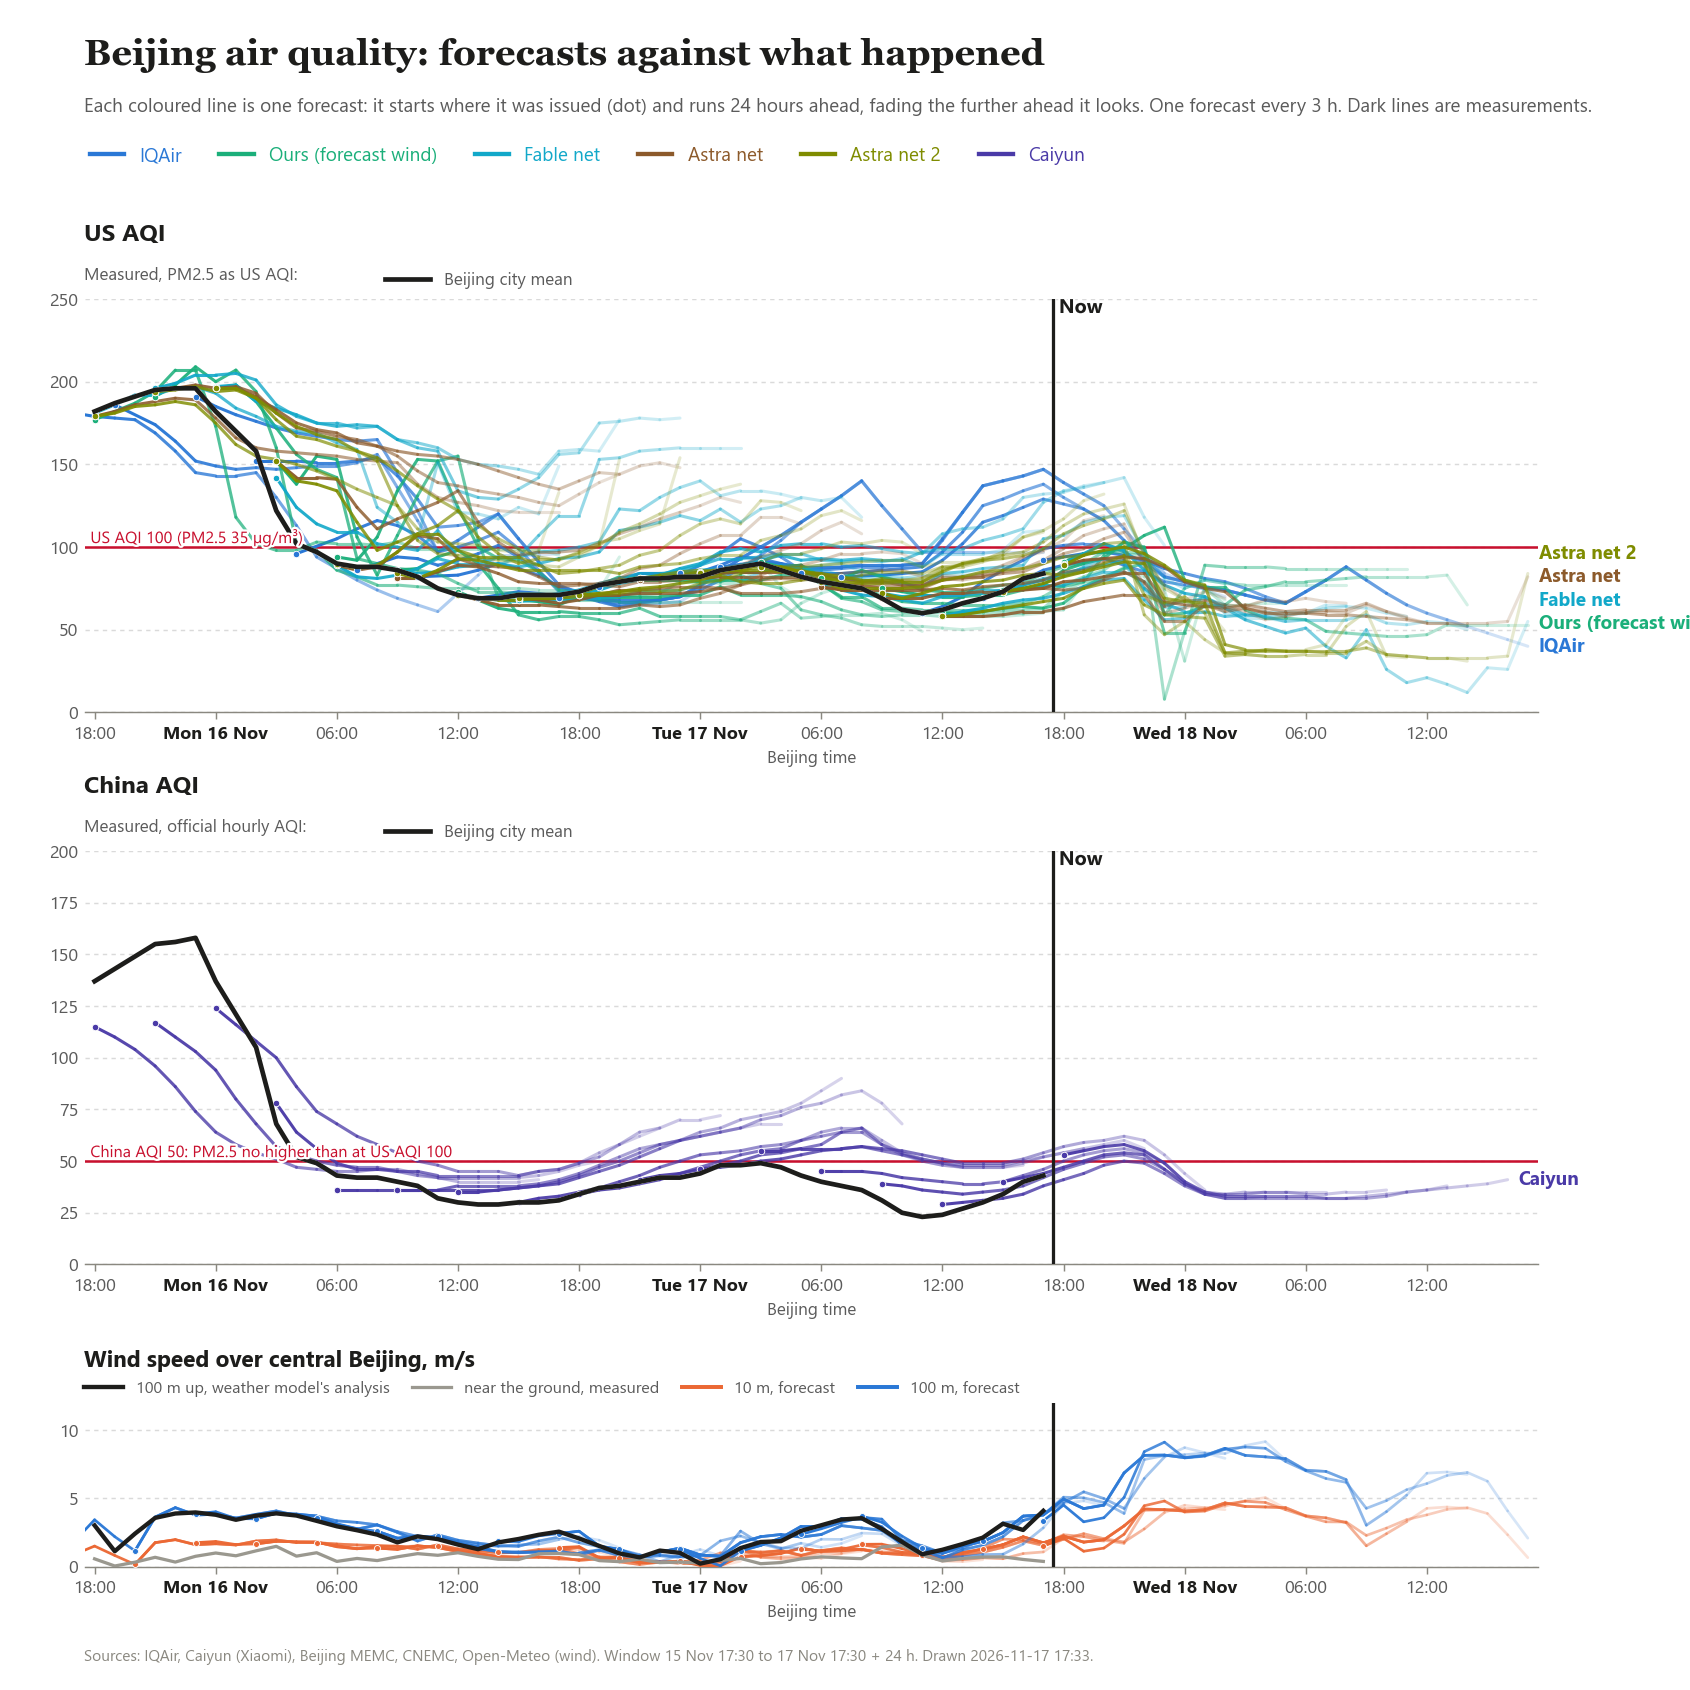 Beijing air quality: forecasts against what happened
Each coloured line is one forecast: it starts where it was issued (dot) and runs 24 hours ahead, fading the further ahead it looks. One forecast every 3 h. Dark lines are measurements.
IQAir Ours (forecast wind) Fable net Astra net Astra net 2 Caiyun
US AQI
Measured, PM2.5 as US AQI: Beijing city mean
250
Now
200
150
US AQI 100 (PM2.5 35 µg/m³)
100
Astra net 2
Astra net
Fable net
Ours (forecast wi
IQAir
50
0
18:00 Mon 16 Nov 06:00 12:00 18:00 Tue 17 Nov 06:00 12:00 18:00 Wed 18 Nov 06:00 12:00
Beijing time
China AQI
Measured, official hourly AQI: Beijing city mean
200
Now
175
150
125
100
75
China AQI 50: PM2.5 no higher than at US AQI 100
50
Caiyun
25
0
18:00 Mon 16 Nov 06:00 12:00 18:00 Tue 17 Nov 06:00 12:00 18:00 Wed 18 Nov 06:00 12:00
Beijing time
Wind speed over central Beijing, m/s
100 m up, weather model's analysis near the ground, measured 10 m, forecast 100 m, forecast
10
5
0
18:00 Mon 16 Nov 06:00 12:00 18:00 Tue 17 Nov 06:00 12:00 18:00 Wed 18 Nov 06:00 12:00
Beijing time
Sources: IQAir, Caiyun (Xiaomi), Beijing MEMC, CNEMC, Open-Meteo (wind). Window 15 Nov 17:30 to 17 Nov 17:30 + 24 h. Drawn 2026-11-17 17:33.